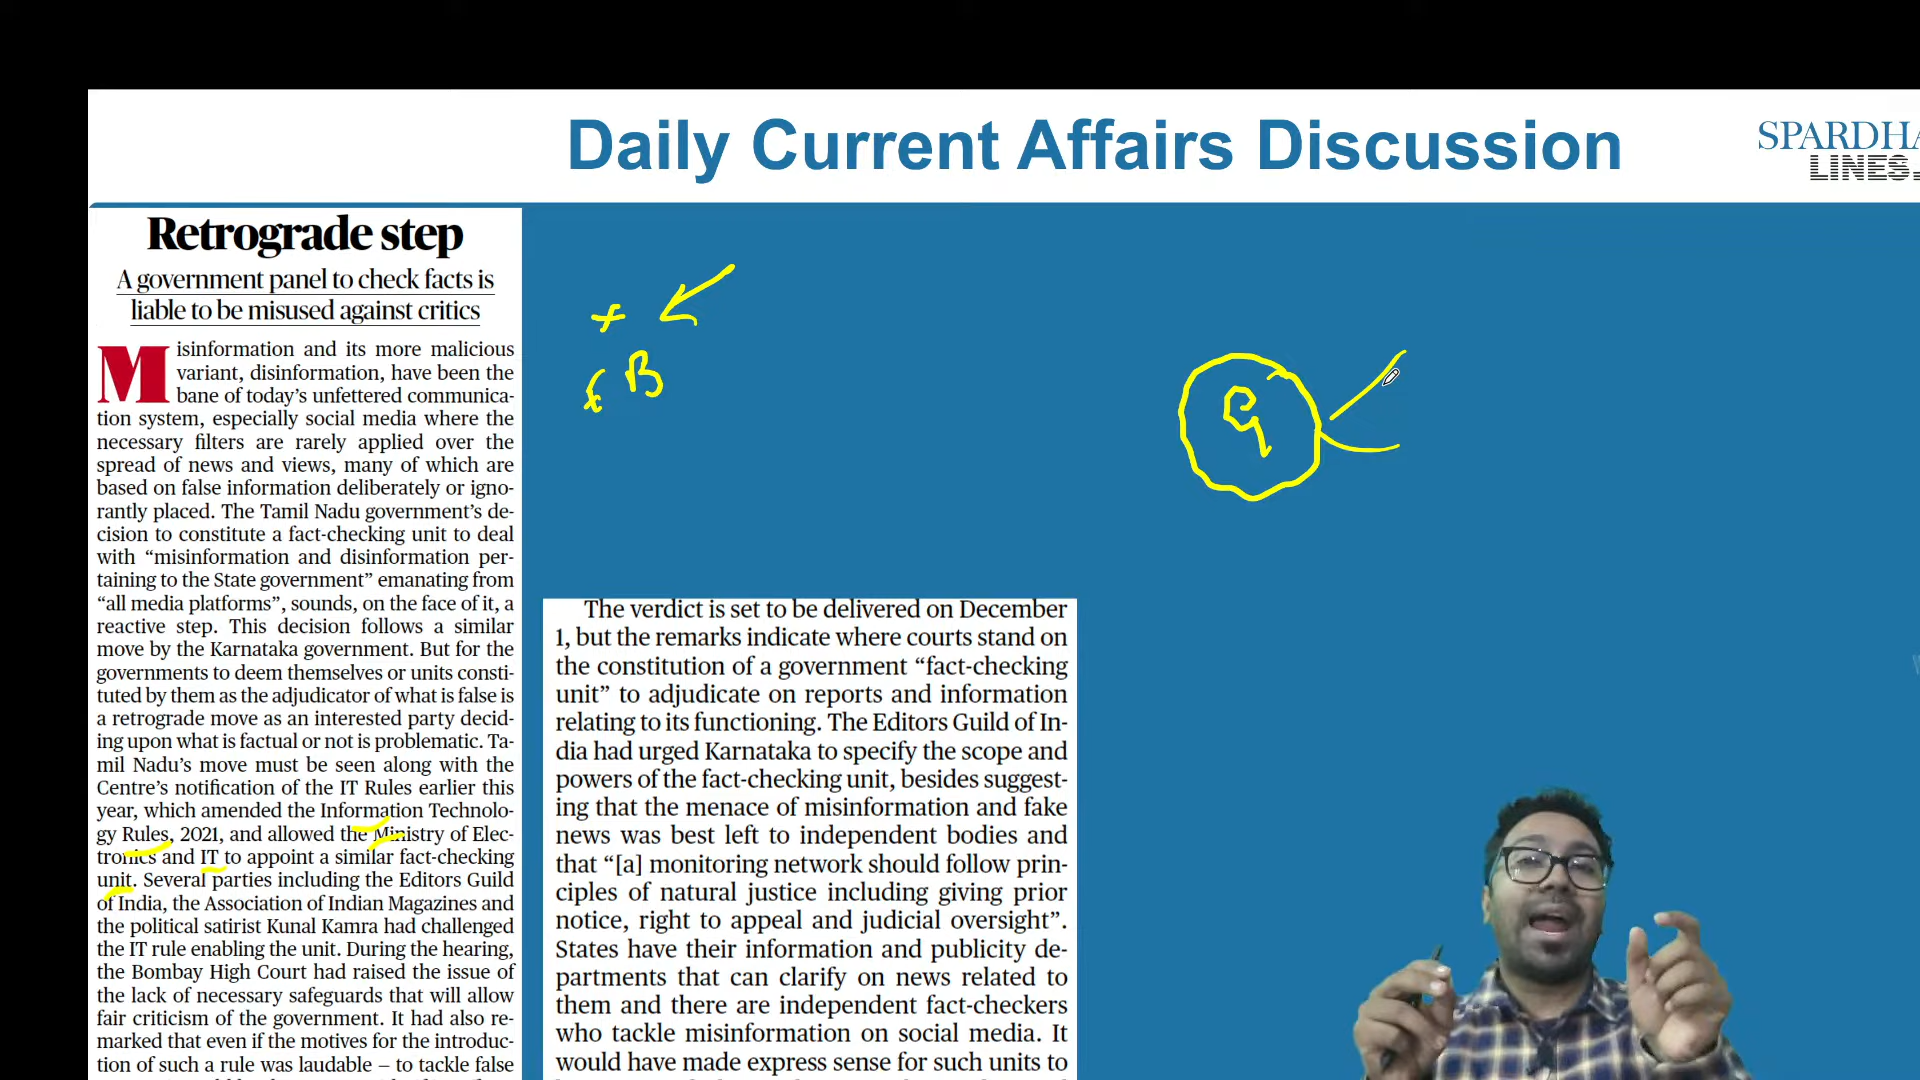 Daily Current Affairs Discussion
SPARDHA
LINES.
Retrograde step
A government panel to check facts is
liable to be misused against critics
Misinformation and its more malicious
variant, disinformation, have been the
bane of today's unfettered communica-
tion system, especially social media where the
necessary filters are rarely applied over the
spread of news and views, many of which are
based on false information deliberately or igno-
rantly placed. The Tamil Nadu government's de-
cision to constitute a fact-checking unit to deal
with “misinformation and disinformation per-
taining to the State government” emanating from
“all media platforms”, sounds, on the face of it, a
reactive step. This decision follows a similar
move by the Karnataka government. But for the
governments to deem themselves or units consti-
tuted by them as the adjudicator of what is false is
a retrograde move as an interested party decid-
ing upon what is factual or not is problematic. Ta-
mil Nadu's move must be seen along with the
Centre's notification of the IT Rules earlier this
year, which amended the Information Technolo-
gy Rules, 2021, and allowed the Ministry of Elec-
tronics and IT to appoint a similar fact-checking
unit. Several parties including the Editors Guild
of India, the Association of Indian Magazines and
the political satirist Kunal Kamra had challenged
the IT rule enabling the unit. During the hearing,
the Bombay High Court had raised the issue of
the lack of necessary safeguards that will allow
fair criticism of the government. It had also re-
marked that even if the motives for the introduc-
tion of such a rule was laudable – to tackle false
B
The verdict is set to be delivered on December
1, but the remarks indicate where courts stand on
the constitution of a government “fact-checking
unit” to adjudicate on reports and information
relating to its functioning. The Editors Guild of In-
dia had urged Karnataka to specify the scope and
powers of the fact-checking unit, besides suggest-
ing that the menace of misinformation and fake
news was best left to independent bodies and
that “[a] monitoring network should follow prin-
ciples of natural justice including giving prior
notice, right to appeal and judicial oversight”.
States have their information and publicity de-
partments that can clarify on news related to
them and there are independent fact-checkers
who tackle misinformation on social media. It
would have made express sense for such units to